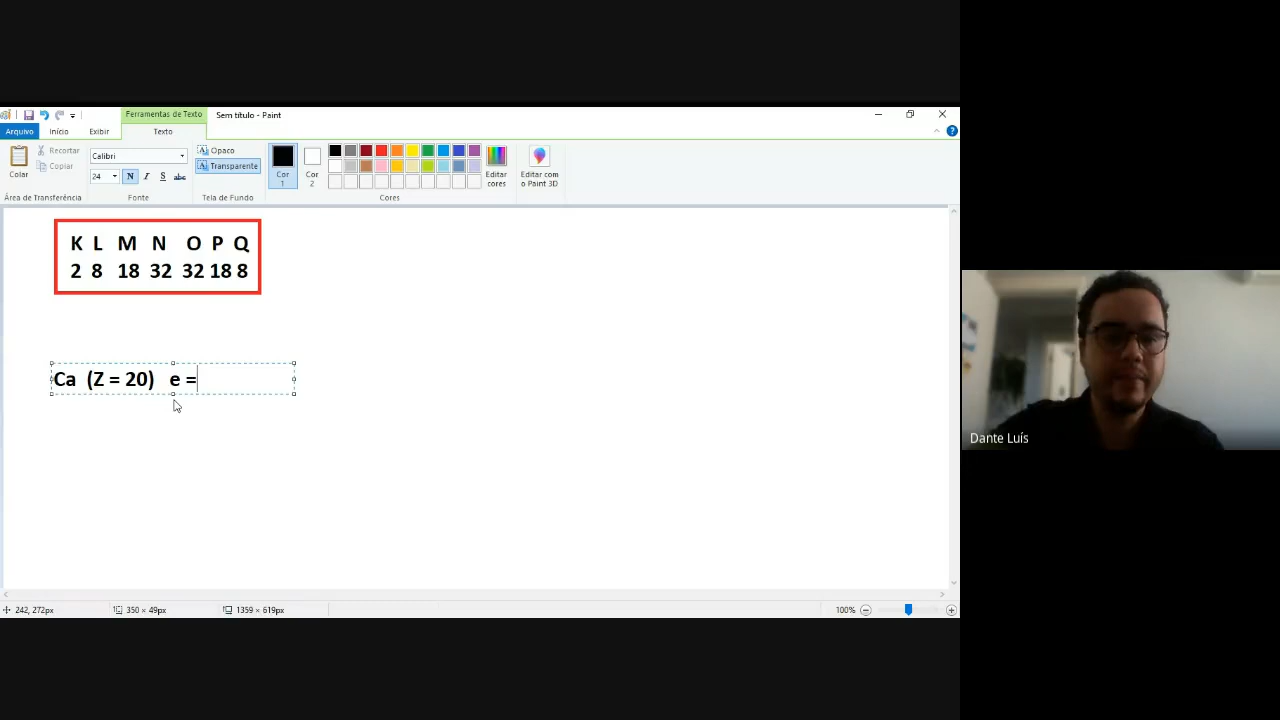 Ferramentas de Texto Sem título - Paint
Arquivo Início Exibir Texto
Colar
Recortar
Copiar
Área de Transferência
Calibri
24 N I S abc
Fonte
A Opaco
A Transparente
Tela de Fundo
Cor 1
Cor 2
Editar cores
Cores
Editar com o Paint 3D
K L M N O P Q
2 8 18 32 32 18 8
Ca (Z = 20) e =
Dante Luís
242, 272px 350 × 49px 1359 × 619px 100%